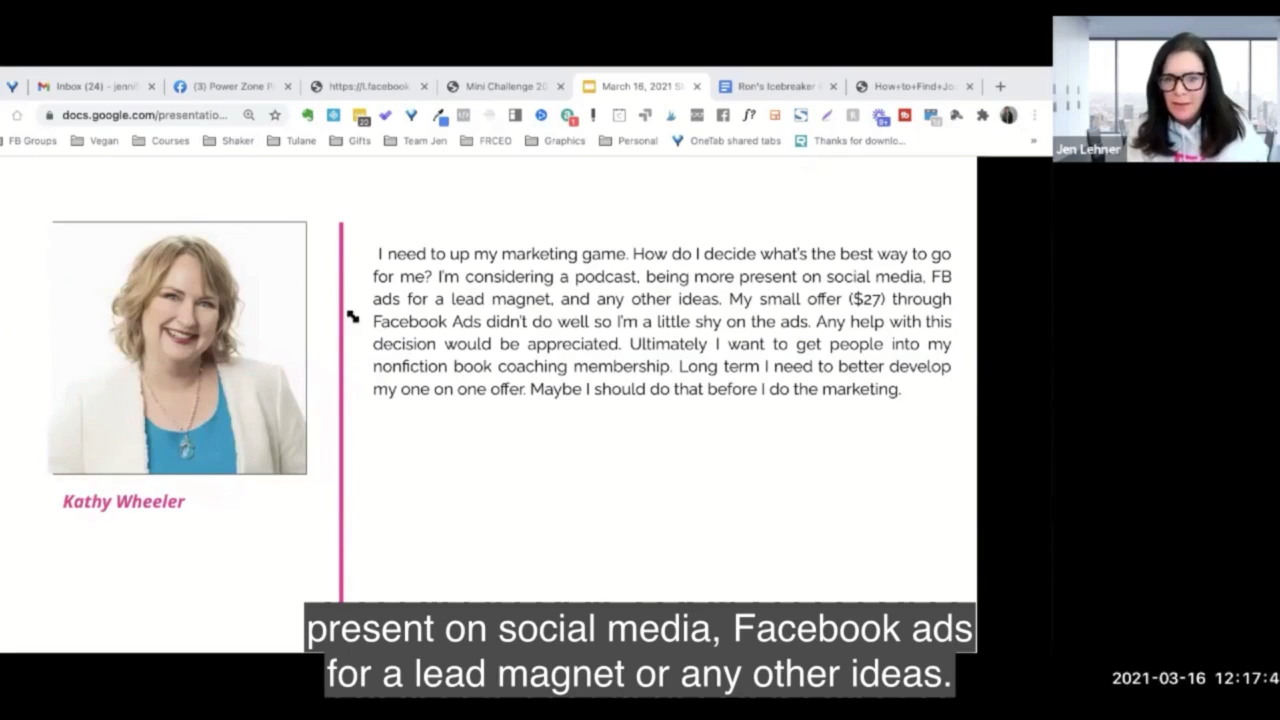 Inbox (24) - jenni
(3) Power Zone P
https://l.facebook
Mini Challenge 20
March 16, 2021 S
Ron's Icebreaker
How+to+Find+Jo
docs.google.com/presentatio...
FB Groups
Vegan
Courses
Shaker
Tulane
Gifts
Team Jen
FRCEO
Graphics
Personal
OneTab shared tabs
Thanks for downlo...
»
Jen Lehner
I need to up my marketing game. How do I decide what's the best way to go
for me? I'm considering a podcast, being more present on social media, FB
ads for a lead magnet, and any other ideas. My small offer ($27) through
Facebook Ads didn't do well so I'm a little shy on the ads. Any help with this
decision would be appreciated. Ultimately I want to get people into my
nonfiction book coaching membership. Long term I need to better develop
my one on one offer. Maybe I should do that before I do the marketing.
Kathy Wheeler
present on social media, Facebook ads
for a lead magnet or any other ideas.
2021-03-16 12:17:4